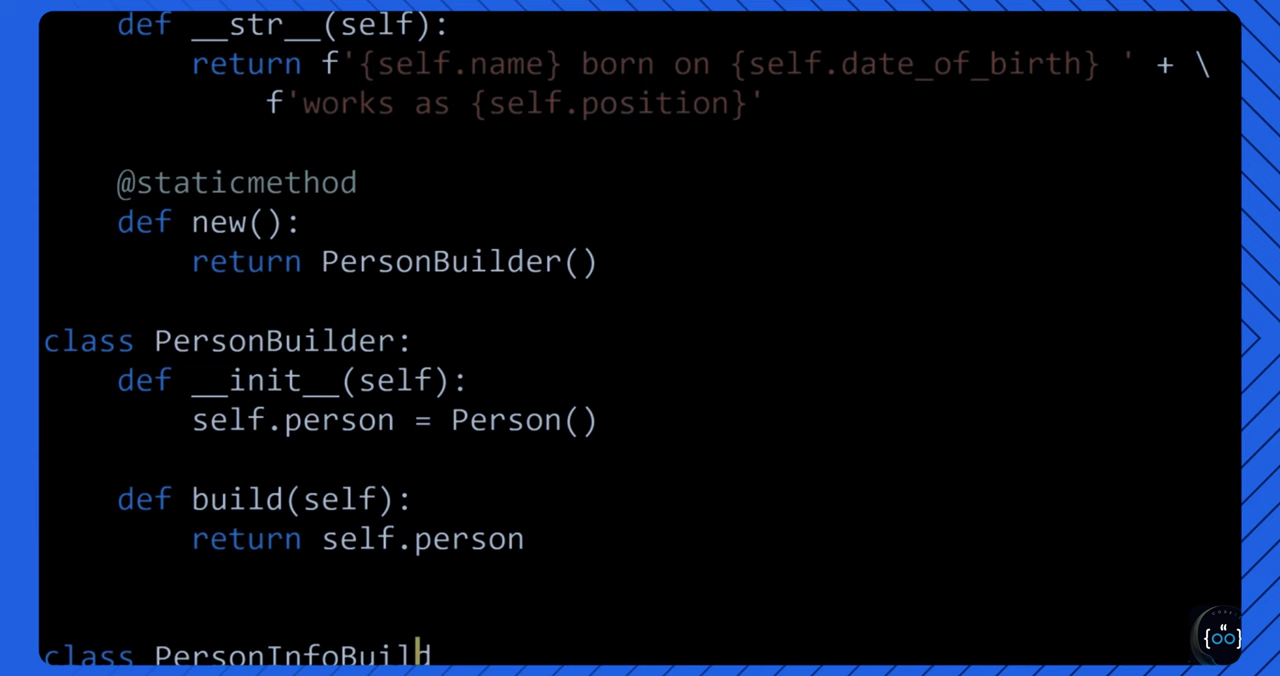 def __str__(self):
        return f'{self.name} born on {self.date_of_birth} ' + \
            f'works as {self.position}'

    @staticmethod
    def new():
        return PersonBuilder()

class PersonBuilder:
    def __init__(self):
        self.person = Person()

    def build(self):
        return self.person


class PersonInfoBuild